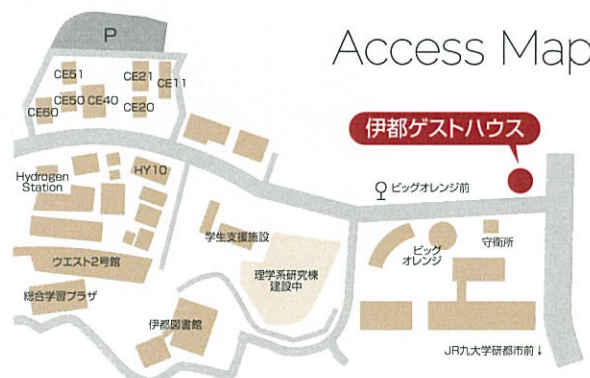 Access Map
P
CE51
CE21
CE11
CE50
CE40
CE20
CE60
伊都ゲストハウス
Hydrogen
Station
HY10
ビッグオレンジ前
学生支援施設
ビッグ
オレンジ
守衛所
ウエスト2号館
理学系研究棟
建設中
総合学習プラザ
伊都図書館
JR九大学研都市前↓